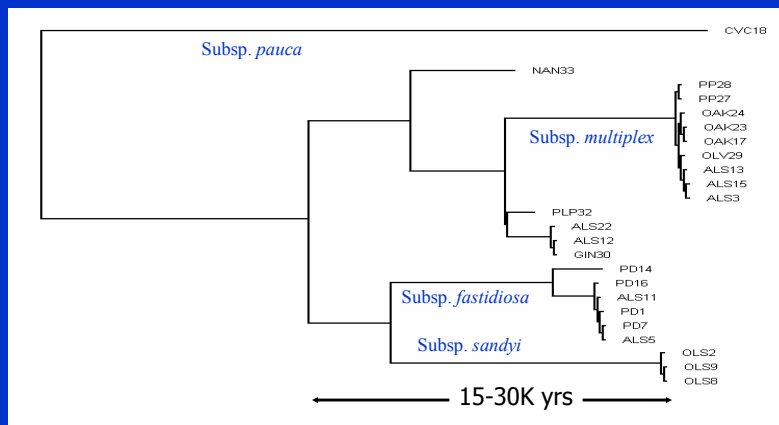 CVC18
Subsp. pauca
NAN33
PP28
PP27
OAK24
OAK23
Subsp. multiplex
OAK17
OLV29
ALS13
ALS15
ALS3
PLP32
ALS22
ALS12
GIN30
PD14
PD16
Subsp. fastidiosa
ALS11
PD1
PD7
Subsp. sandyi
ALS5
OLS2
OLS9
OLS8
15-30K yrs